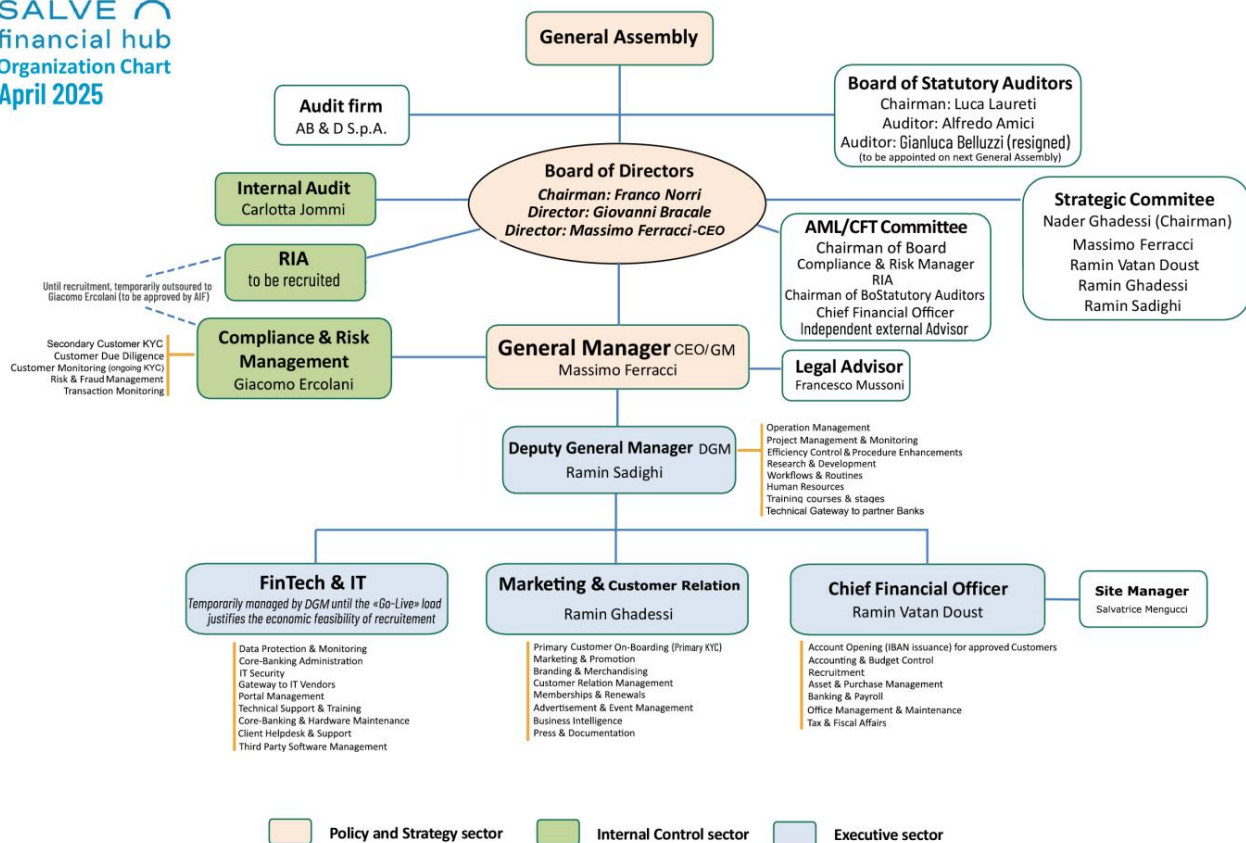 SALVE
financial hub
Organization Chart
April 2025
General Assembly
Audit firm
AB & D S.p.A.
Board of Statutory Auditors
Chairman: Luca Laureti
Auditor: Alfredo Amici
Auditor: Gianluca Belluzzi (resigned)
(to be appointed on next General Assembly)
Board of Directors
Chairman: Franco Norri
Director: Giovanni Bracale
Director: Massimo Ferracci-CEO
Internal Audit
Carlotta Jommi
Strategic Commitee
Nader Ghadessi (Chairman)
Massimo Ferracci
Ramin Vatan Doust
Ramin Ghadessi
Ramin Sadighi
AML/CFT Committee
Chairman of Board
Compliance & Risk Manager
RIA
Chairman of BoStatutory Auditors
Chief Financial Officer
Independent external Advisor
RIA
to be recruited
Until recruitment, temporarily outsoured to
Giacomo Ercolani (to be approved by AIF)
Compliance & Risk
Management
Giacomo Ercolani
Secondary Customer KYC
Customer Due Diligence
Customer Monitoring (ongoing KYC)
Risk & Fraud Management
Transaction Monitoring
General Manager CEO/GM
Massimo Ferracci
Legal Advisor
Francesco Mussoni
Deputy General Manager DGM
Ramin Sadighi
Operation Management
Project Management & Monitoring
Efficiency Control & Procedure Enhancements
Research & Development
Workflows & Routines
Human Resources
Training courses & stages
Technical Gateway to partner Banks
FinTech & IT
Temporarily managed by DGM until the «Go-Live» load
justifies the economic feasibility of recruitment
Data Protection & Monitoring
Core-Banking Administration
IT Security
Gateway to IT Vendors
Portal Management
Technical Support & Training
Core-Banking & Hardware Maintenance
Client Helpdesk & Support
Third Party Software Management
Marketing & Customer Relation
Ramin Ghadessi
Primary Customer On-Boarding (Primary KYC)
Marketing & Promotion
Branding & Merchandising
Customer Relation Management
Memberships & Renewals
Advertisement & Event Management
Business Intelligence
Press & Documentation
Chief Financial Officer
Ramin Vatan Doust
Account Opening (IBAN issuance) for approved Customers
Accounting & Budget Control
Recruitment
Asset & Purchase Management
Banking & Payroll
Office Management & Maintenance
Tax & Fiscal Affairs
Site Manager
Salvatrice Mengucci
Policy and Strategy sector
Internal Control sector
Executive sector